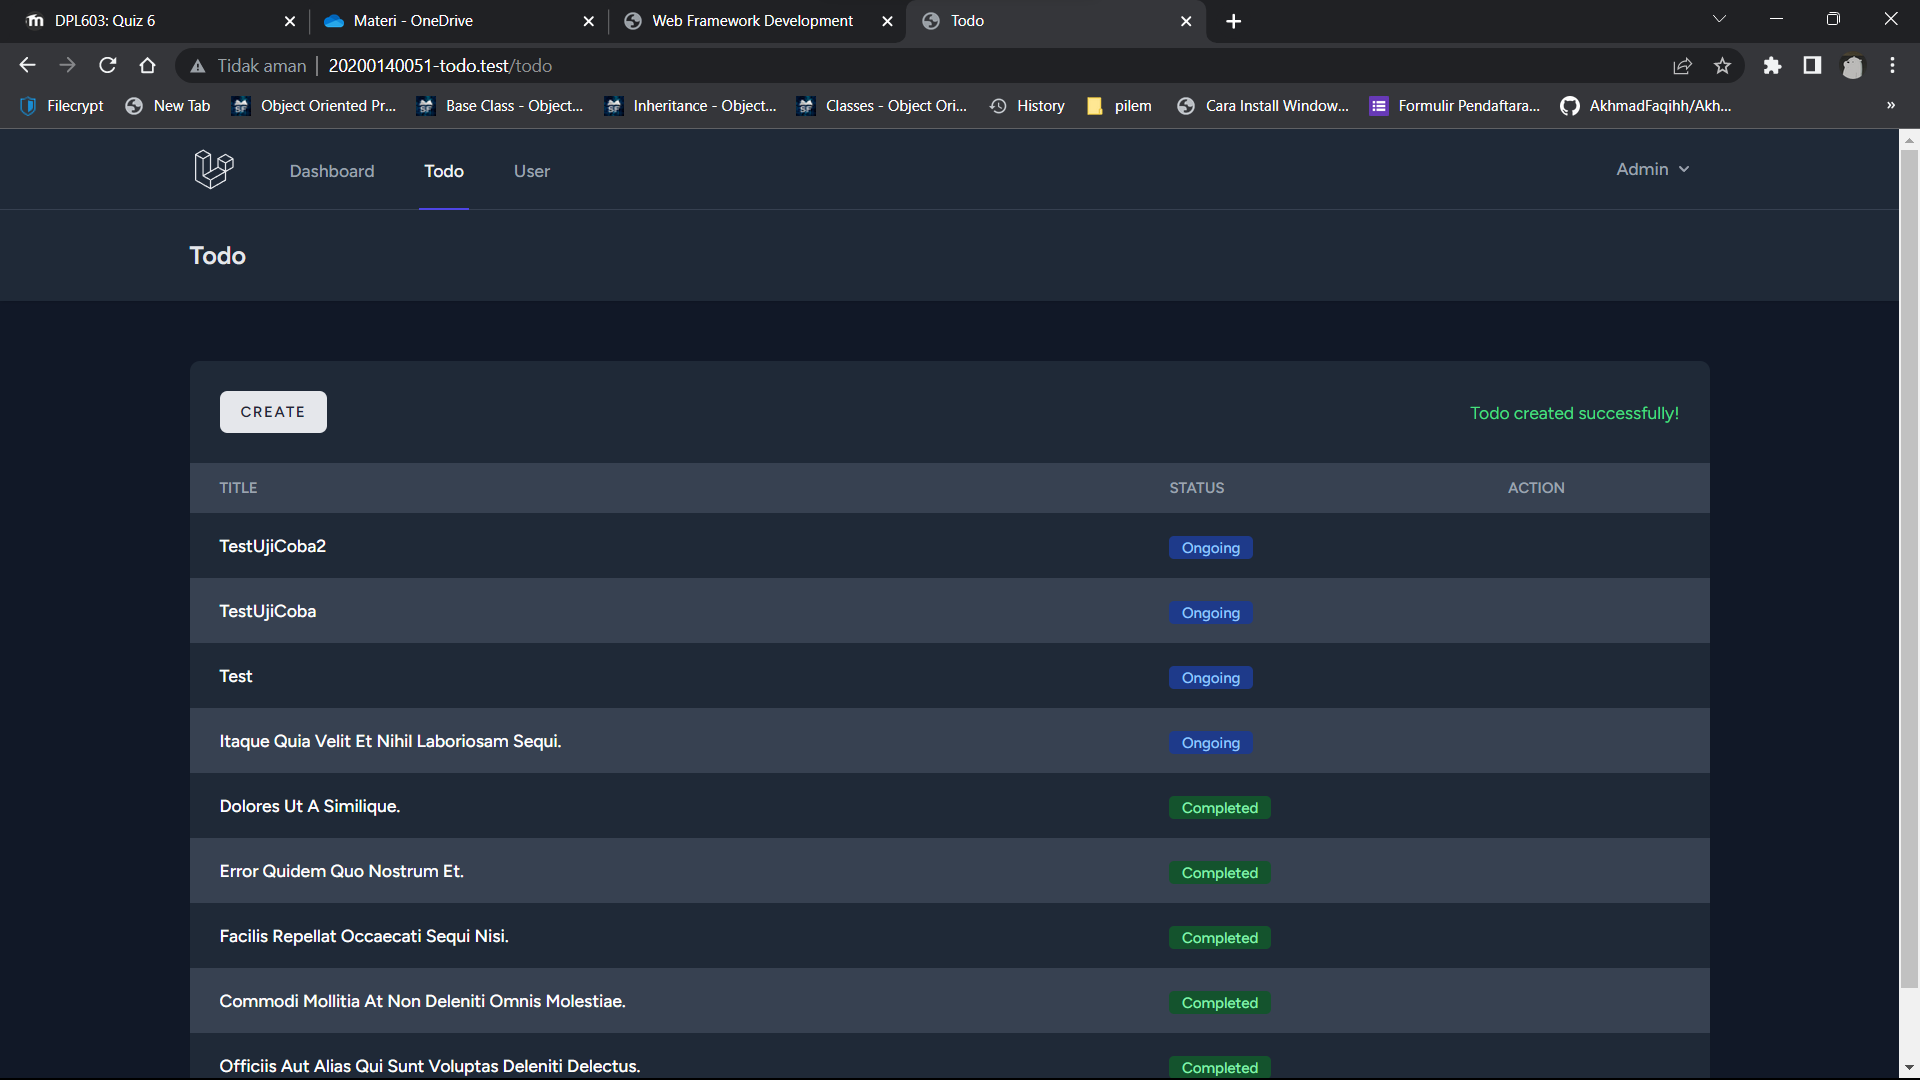 DPL603: Quiz 6
Materi - OneDrive
Web Framework Development
Todo
Tidak aman
20200140051-todo.test/todo
Filecrypt
New Tab
Object Oriented Pr...
Base Class - Object...
Inheritance - Object...
Classes - Object Ori...
History
pilem
Cara Install Window...
Formulir Pendaftara...
AkhmadFaqihh/Akh...
»
Dashboard
Todo
User
Admin
Todo
CREATE
Todo created successfully!
TITLE STATUS ACTION
TestUjiCoba2 Ongoing
TestUjiCoba Ongoing
Test Ongoing
Itaque Quia Velit Et Nihil Laboriosam Sequi. Ongoing
Dolores Ut A Similique. Completed
Error Quidem Quo Nostrum Et. Completed
Facilis Repellat Occaecati Sequi Nisi. Completed
Commodi Mollitia At Non Deleniti Omnis Molestiae. Completed
Officiis Aut Alias Qui Sunt Voluptas Deleniti Delectus. Completed